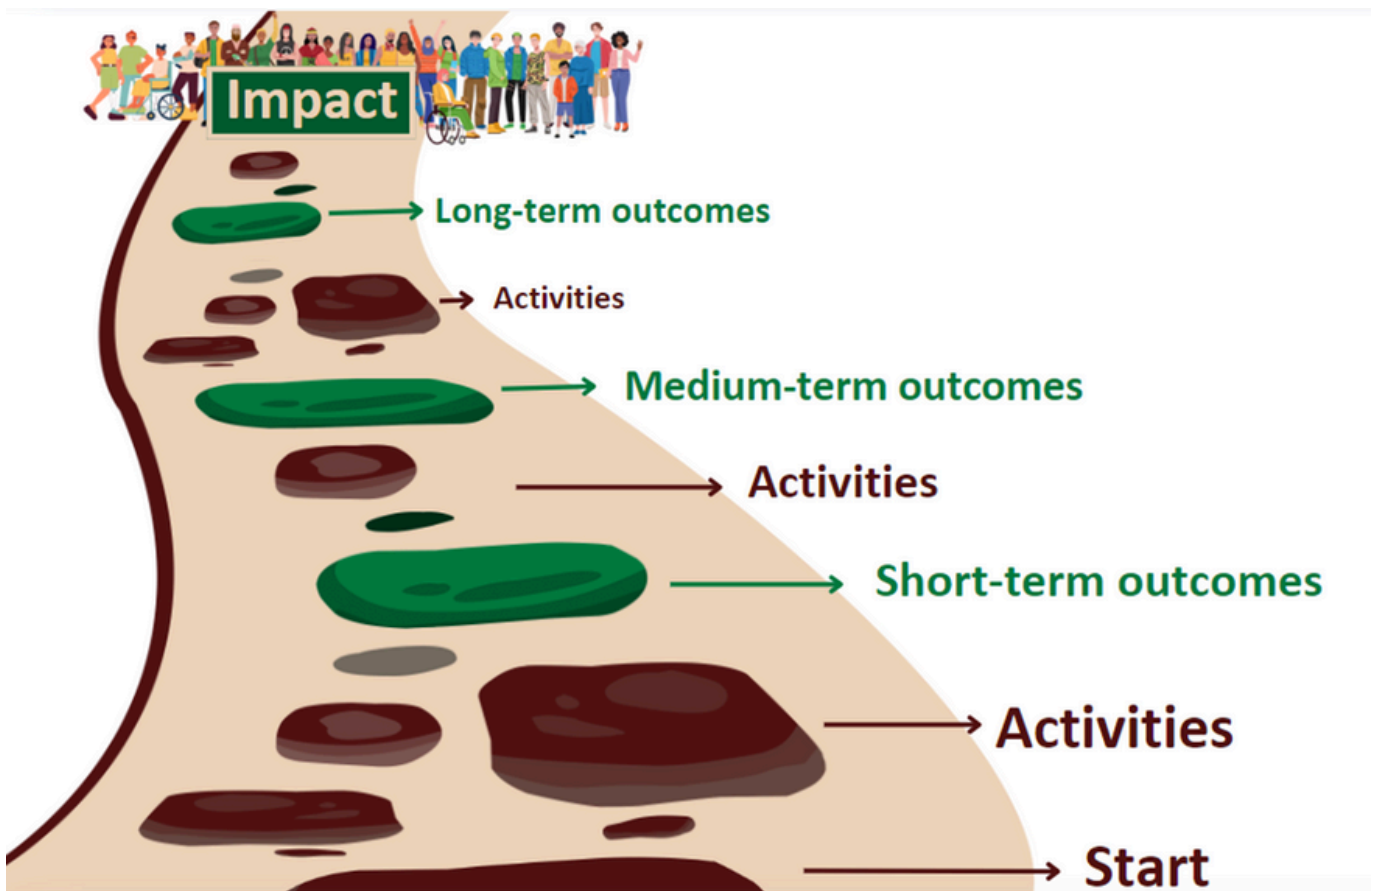 Impact
Long-term outcomes
Activities
Medium-term outcomes
Activities
Short-term outcomes
Activities
Start